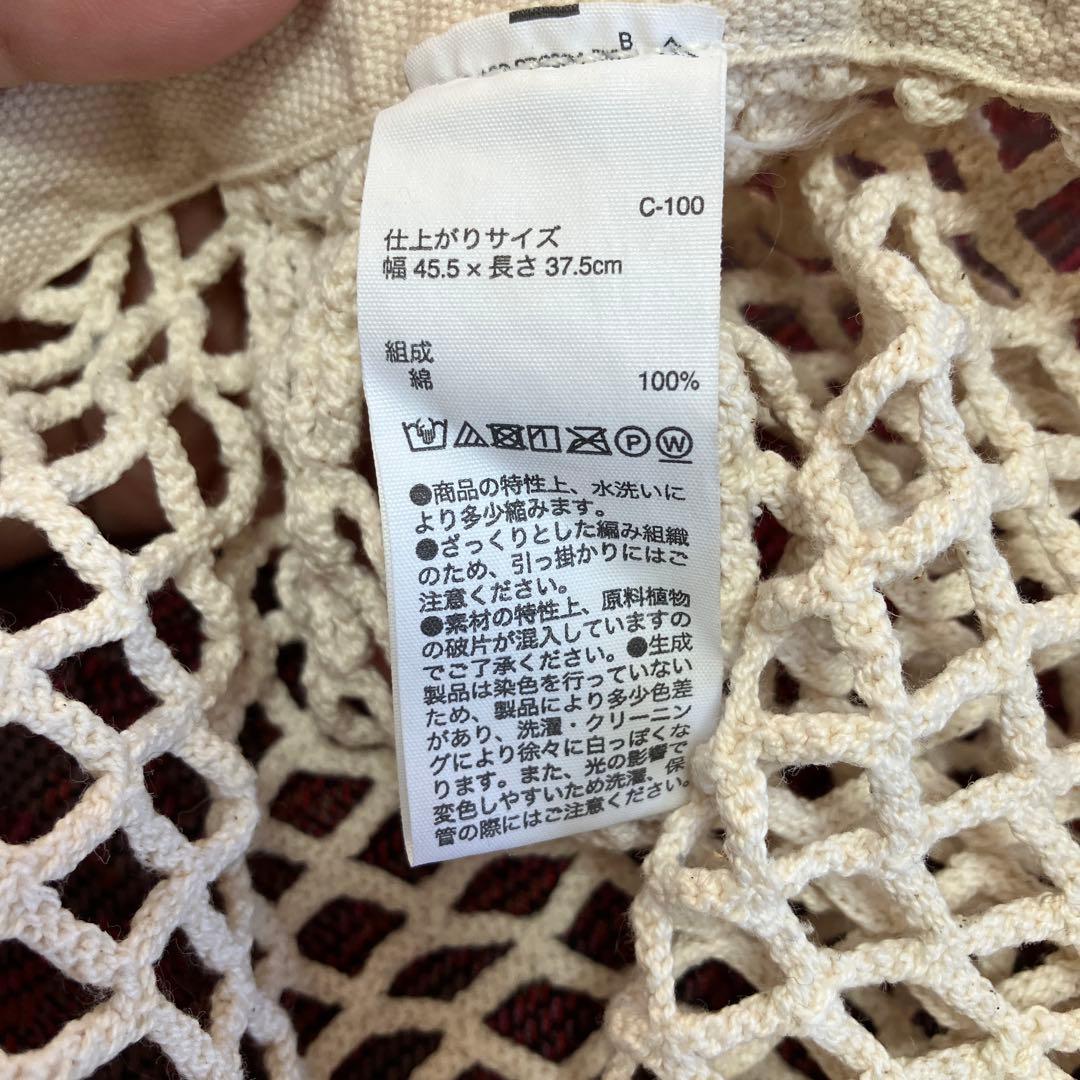 B
C-100
仕上がりサイズ
幅 45.5 × 長さ 37.5cm
組成
綿 100%
P W
●商品の特性上、水洗いに
より多少縮みます。
●ざっくりとした編み組織
のため、引っ掛かりにはご
注意ください。
●素材の特性上、原料植物
の破片が混入していますの
でご了承ください。●生成
製品は染色を行っていない
ため、製品により多少色差
があり、洗濯・クリーニン
グにより徐々に白っぽくな
ります。また、光の影響で
変色しやすいため洗濯、保
管の際にはご注意ください。